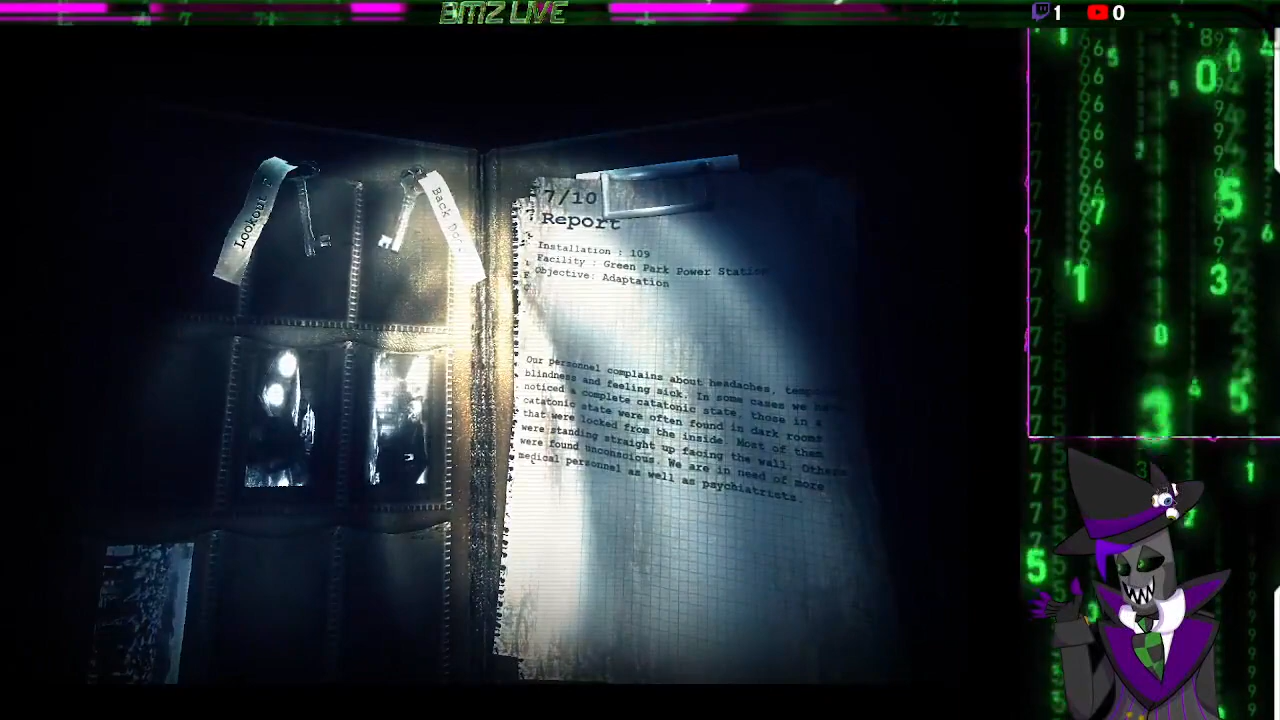 BMZ LIVE
1
0
Lookout
Back
7/10
Report
Installation : 109
Facility : Green Park Power Station
Objective: Adaptation
Our personnel complains about headaches,
blindness and feeling sick. In some cases we
noticed a complete catatonic state, those in a
catatonic state were often found in dark rooms
that were locked from the inside. Most of them
were standing straight up facing the wall. Others
were found unconscious. We are in need of more
medical personnel as well as psychiatrists.